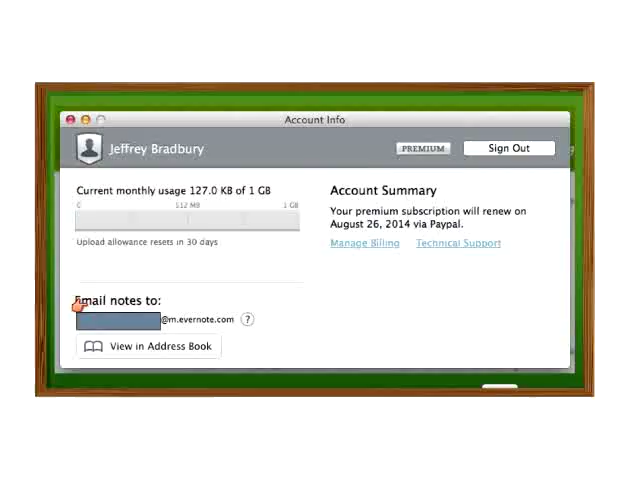 Account Info
Jeffrey Bradbury
PREMIUM
Sign Out
Current monthly usage 127.0 KB of 1 GB
0 512 MB 1 GB
Upload allowance resets in 30 days
Account Summary
Your premium subscription will renew on
August 26, 2014 via Paypal.
Manage Billing Technical Support
Email notes to:
@m.evernote.com ?
View in Address Book